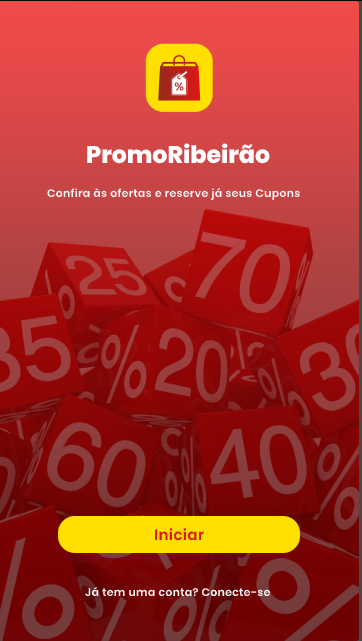 %
PromoRibeirão
Confira às ofertas e reserve já seus Cupons
25 %
70
35 % 20 % 30
60 % 40
%
Iniciar
Já tem uma conta? Conecte-se
% %